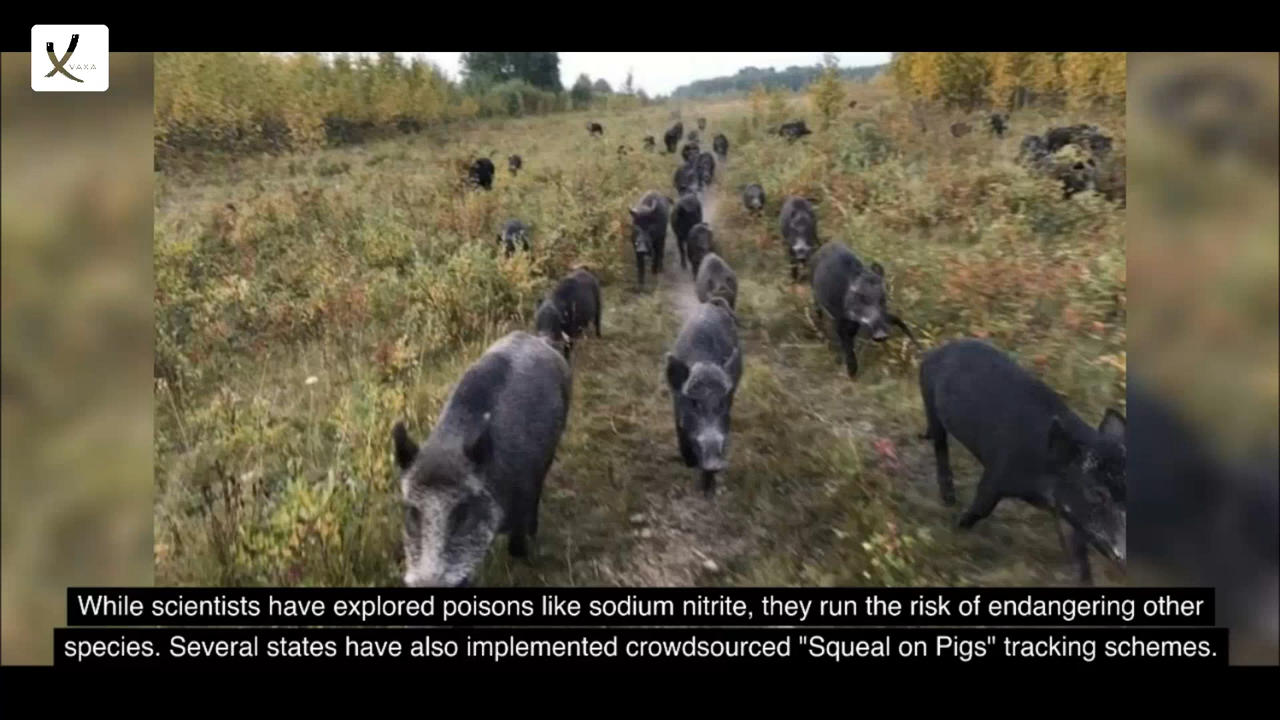 VAXA
While scientists have explored poisons like sodium nitrite, they run the risk of endangering other
species. Several states have also implemented crowdsourced "Squeal on Pigs" tracking schemes.